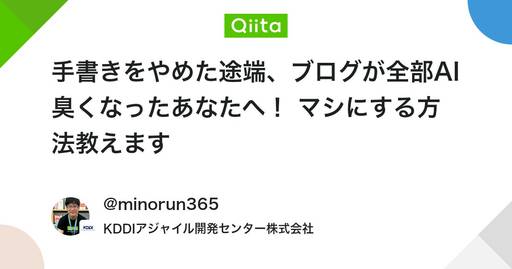 Qiita
手書きをやめた途端、ブログが全部AI
臭くなったあなたへ！ マシにする方
法教えます
@minorun365
KDDIアジャイル開発センター株式会社